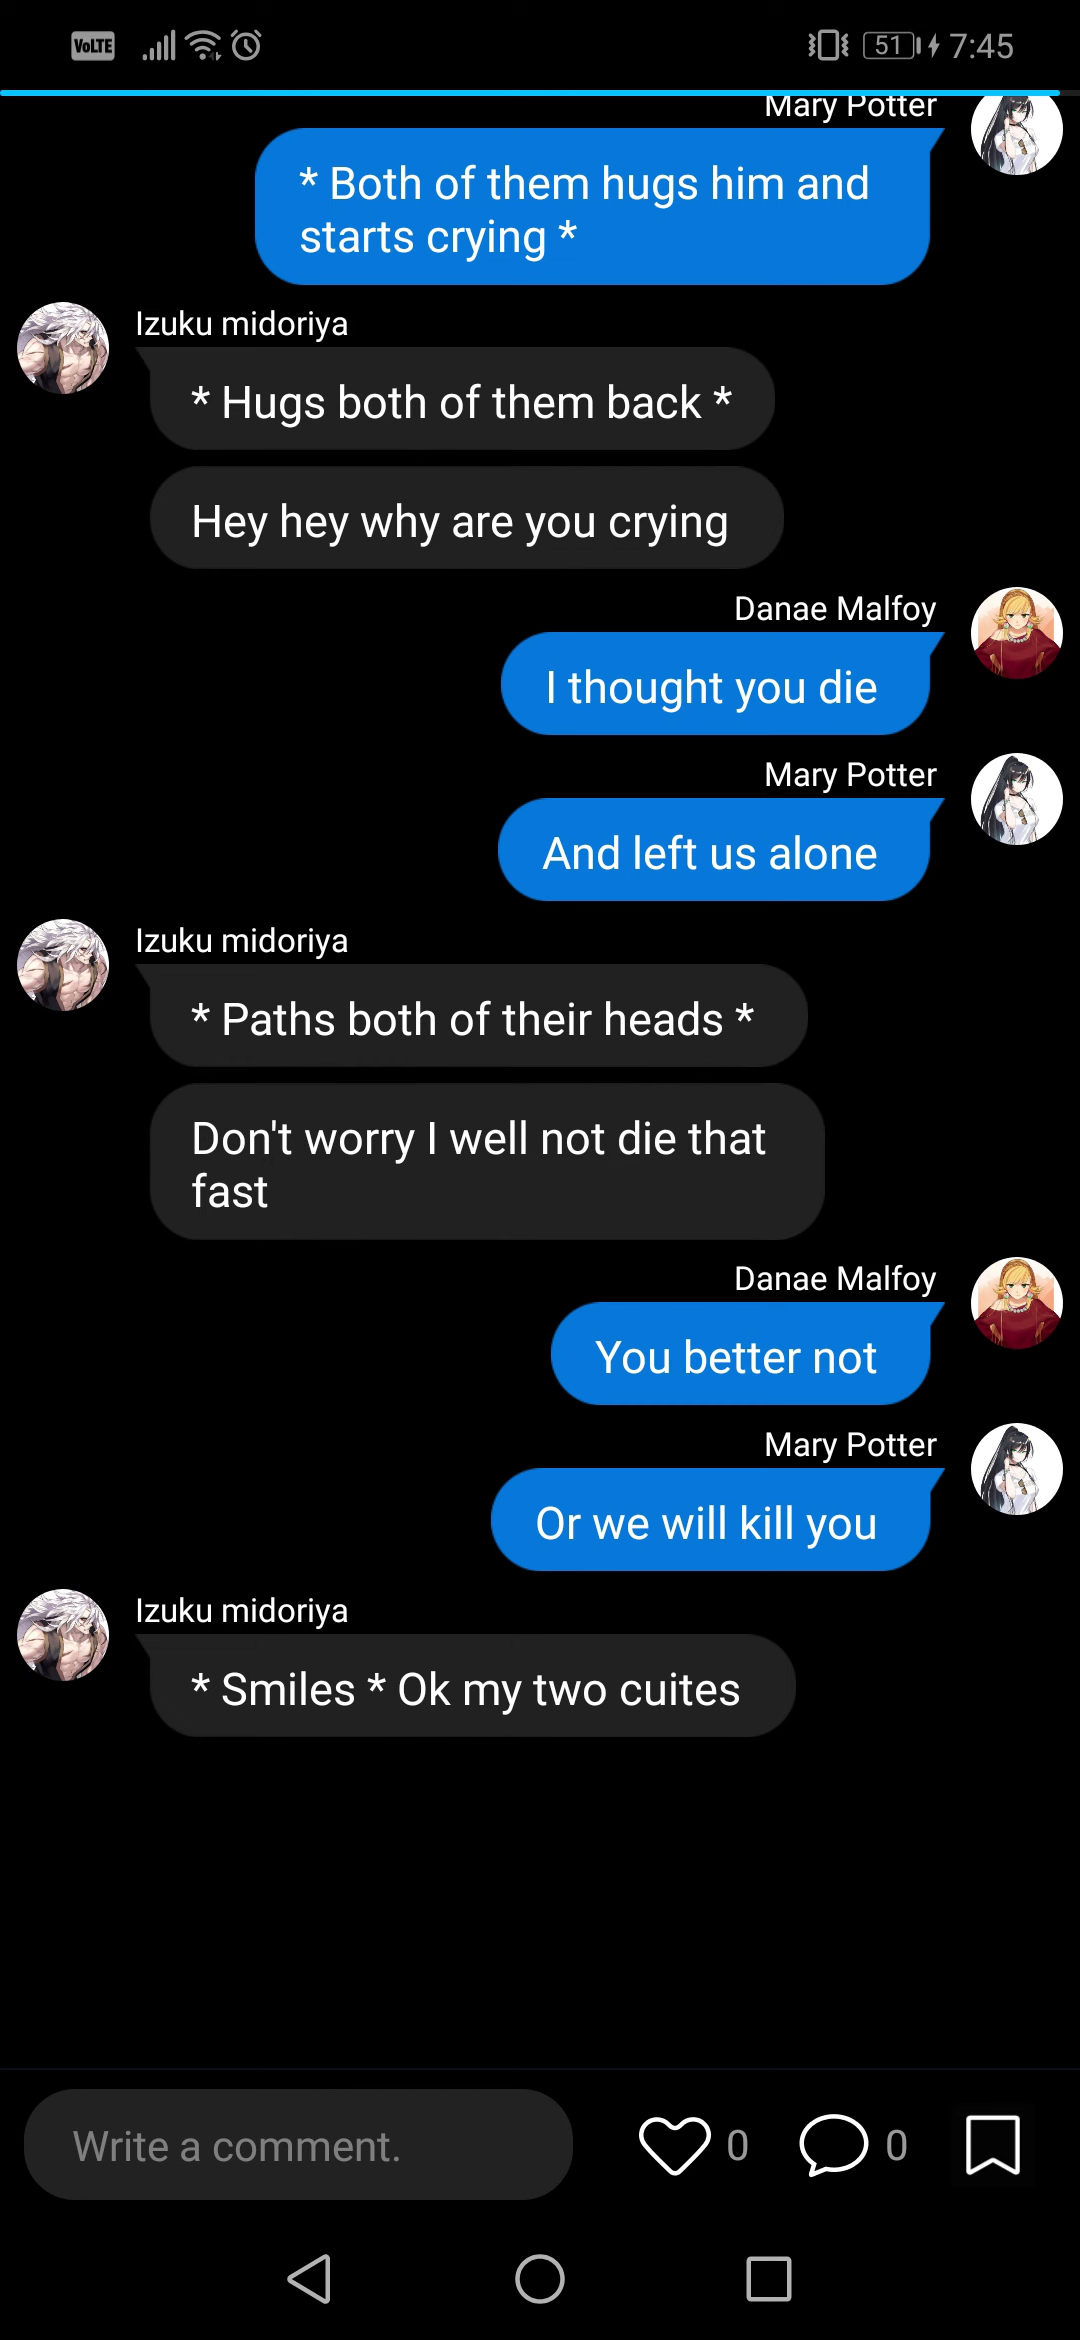 VoLTE 51 7:45
Mary Potter
* Both of them hugs him and
starts crying *
Izuku midoriya
* Hugs both of them back *
Hey hey why are you crying
Danae Malfoy
I thought you die
Mary Potter
And left us alone
Izuku midoriya
* Paths both of their heads *
Don't worry I well not die that
fast
Danae Malfoy
You better not
Mary Potter
Or we will kill you
Izuku midoriya
* Smiles * Ok my two cuites
Write a comment. 0 0